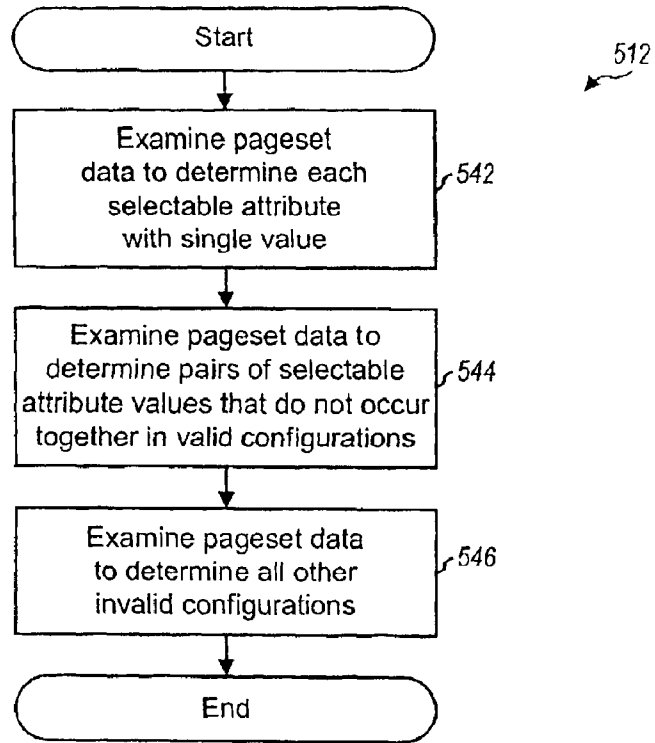 Start
512
Examine pageset
data to determine each
selectable attribute
with single value
542
Examine pageset data to
determine pairs of selectable
attribute values that do not occur
together in valid configurations
544
Examine pageset data
to determine all other
invalid configurations
546
End